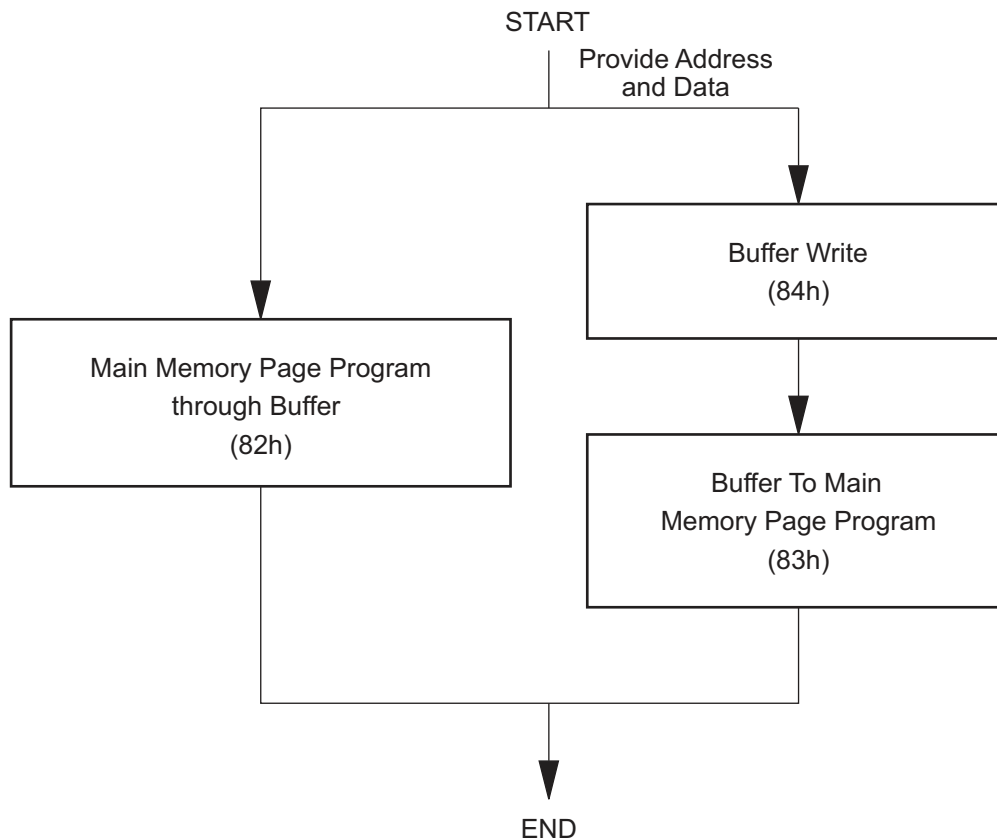 START
Provide Address
and Data
Buffer Write
(84h)
Main Memory Page Program
through Buffer
(82h)
Buffer To Main
Memory Page Program
(83h)
END